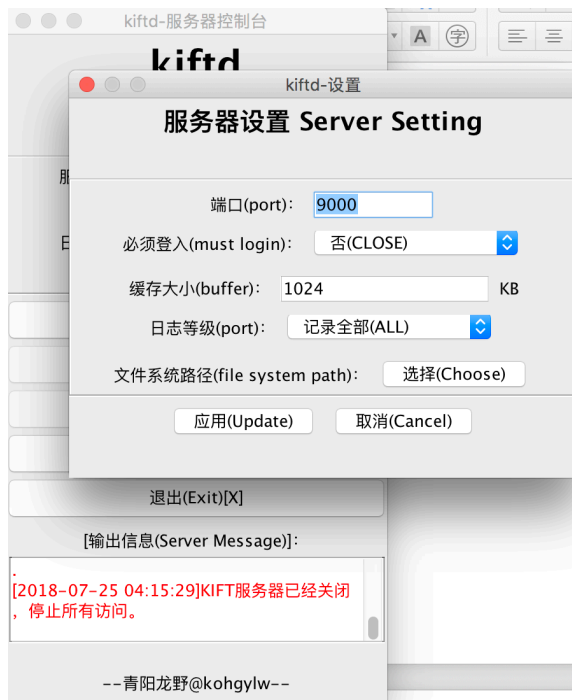 kiftd-服务器控制台
kiftd
A 字
kiftd-设置
服务器设置 Server Setting
端口(port): 9000
必须登入(must login): 否(CLOSE)
缓存大小(buffer): 1024 KB
日志等级(port): 记录全部(ALL)
文件系统路径(file system path): 选择(Choose)
应用(Update) 取消(Cancel)
退出(Exit)[X]
[输出信息(Server Message)]:
.
[2018-07-25 04:15:29]KIFT服务器已经关闭
，停止所有访问。
--青阳龙野@kohgylw--